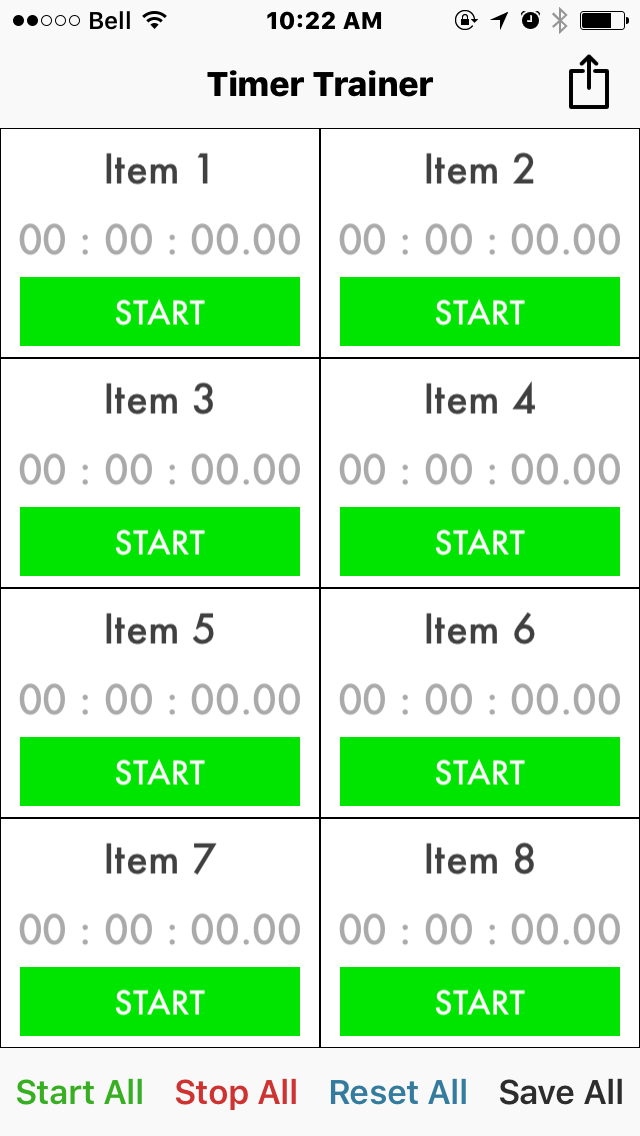 Bell 10:22 AM
Timer Trainer
Item 1 Item 2
00 : 00 : 00.00 00 : 00 : 00.00
START START
Item 3 Item 4
00 : 00 : 00.00 00 : 00 : 00.00
START START
Item 5 Item 6
00 : 00 : 00.00 00 : 00 : 00.00
START START
Item 7 Item 8
00 : 00 : 00.00 00 : 00 : 00.00
START START
Start All Stop All Reset All Save All